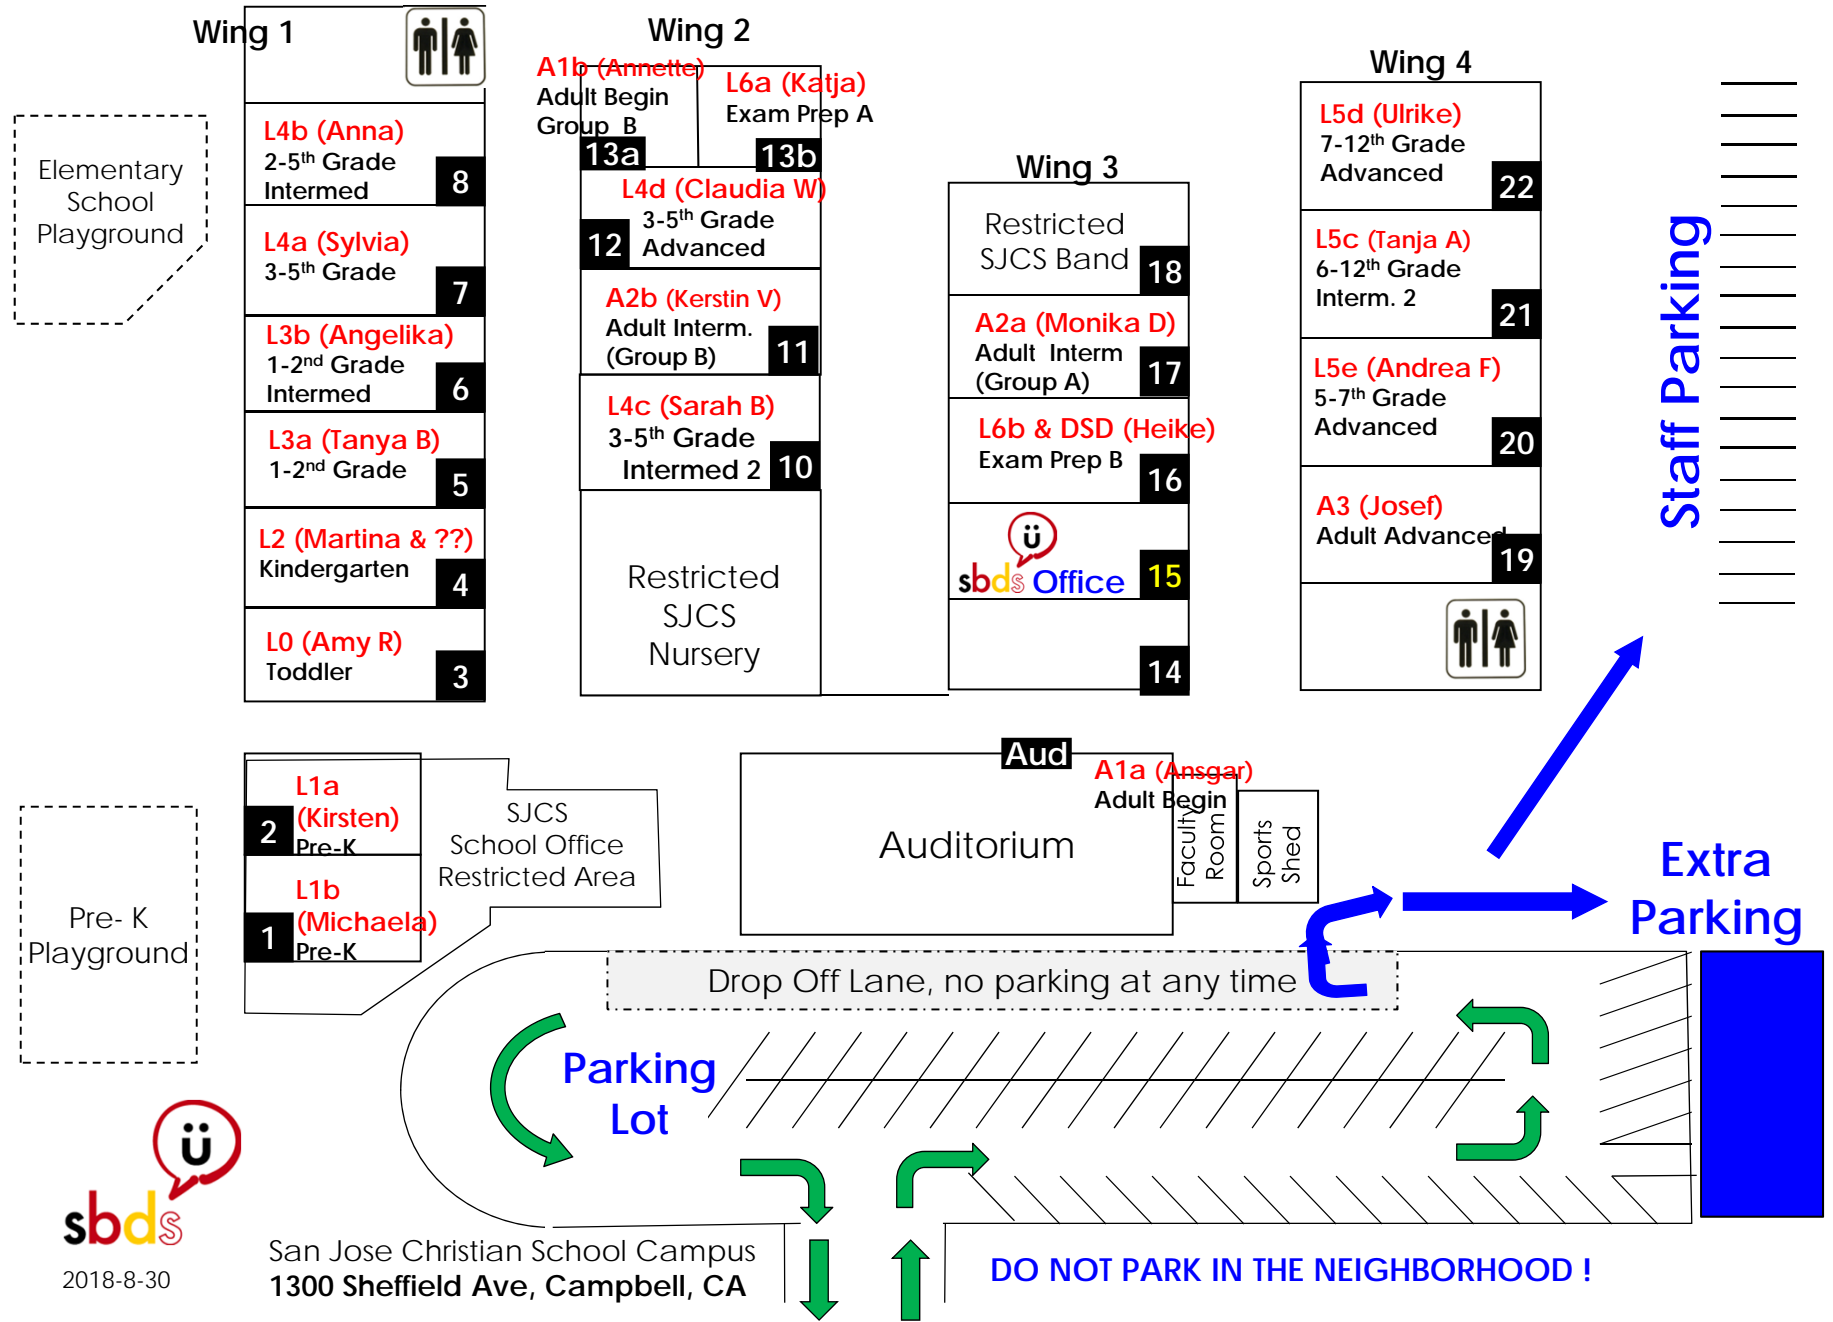 Wing 1
L4b (Anna)
2-5th Grade
Intermed
8
L4a (Sylvia)
3-5th Grade
7
L3b (Angelika)
1-2nd Grade
Intermed
6
L3a (Tanya B)
1-2nd Grade
5
L2 (Martina & ??)
Kindergarten
4
L0 (Amy R)
Toddler
3
Elementary
School
Playground
Wing 2
A1b (Annette)
Adult Begin
Group B
13a
L6a (Katja)
Exam Prep A
13b
L4d (Claudia W)
3-5th Grade
Advanced
12
A2b (Kerstin V)
Adult Interm.
(Group B)
11
L4c (Sarah B)
3-5th Grade
Intermed 2
10
Restricted
SJCS
Nursery
Wing 3
Restricted
SJCS Band
18
A2a (Monika D)
Adult Interm
(Group A)
17
L6b & DSD (Heike)
Exam Prep B
16
ü
sbds Office
15
14
Wing 4
L5d (Ulrike)
7-12th Grade
Advanced
22
L5c (Tanja A)
6-12th Grade
Interm. 2
21
L5e (Andrea F)
5-7th Grade
Advanced
20
A3 (Josef)
Adult Advanced
19
Staff Parking
L1a
(Kirsten)
Pre-K
2
L1b
(Michaela)
Pre-K
1
SJCS
School Office
Restricted Area
Pre- K
Playground
Aud
Auditorium
A1a (Ansgar)
Adult Begin
Faculty
Room
Sports
Shed
Extra
Parking
Drop Off Lane, no parking at any time
Parking
Lot
ü
sbds
2018-8-30
San Jose Christian School Campus
1300 Sheffield Ave, Campbell, CA
DO NOT PARK IN THE NEIGHBORHOOD !